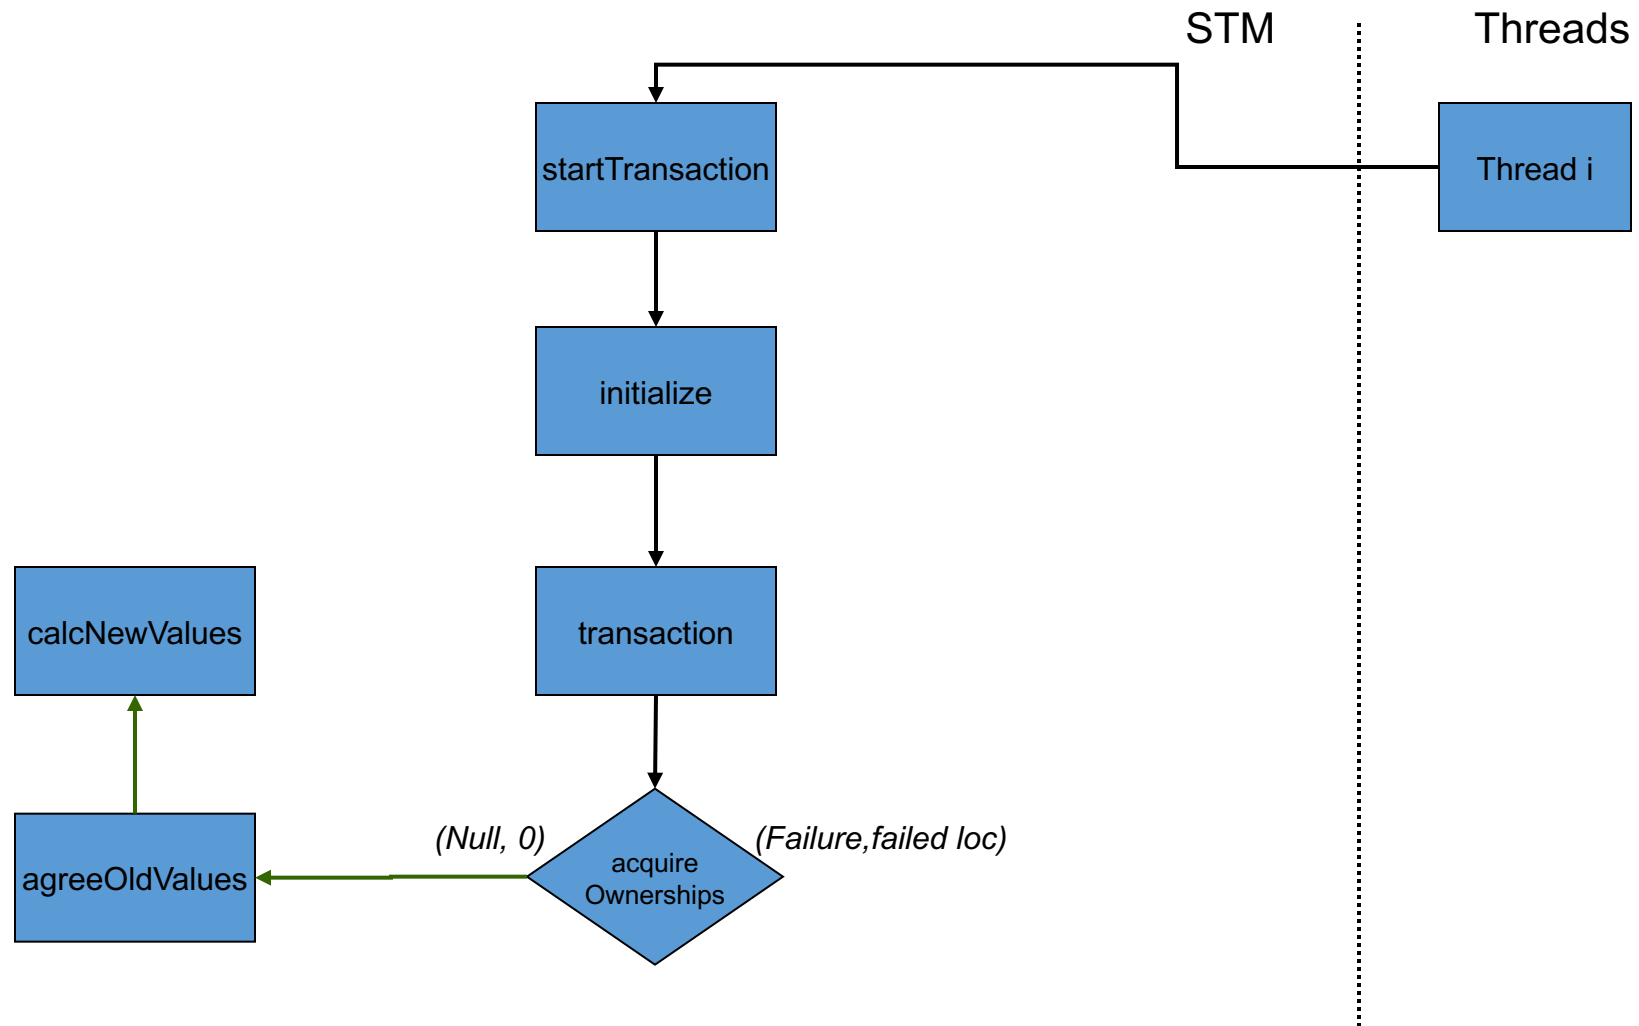 STM
Threads
startTransaction
Thread i
initialize
calcNewValues
transaction
(Null, 0)
(Failure,failed loc)
acquire
Ownerships
agreeOldValues